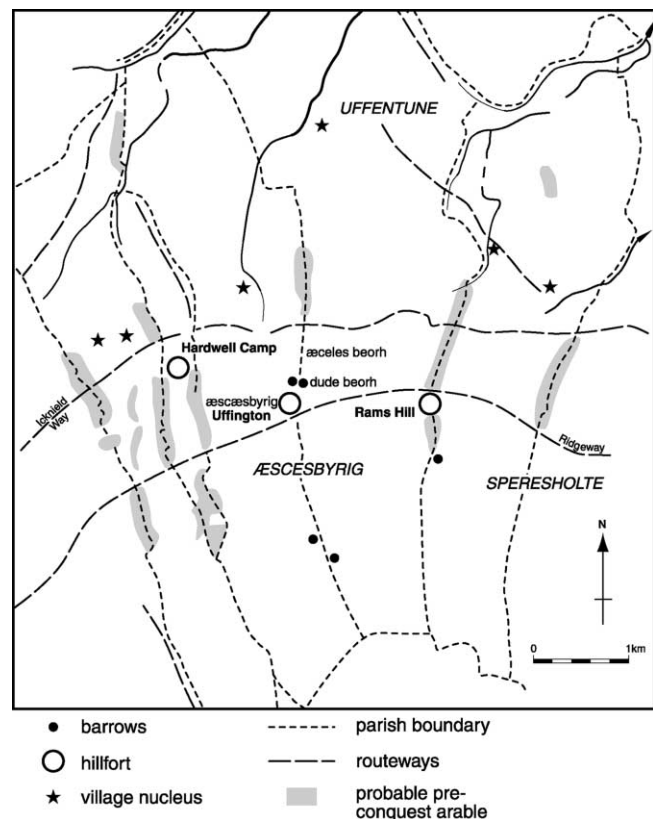 UFFENTUNE
Hardwell Camp
æceles beorh
dude beorh
æscæsbyrig
Uffington
Rams Hill
Icknield
Way
Ridgeway
ÆSCESBYRIG
SPERESHOLTE
N
0 1km
barrows
hillfort
village nucleus
parish boundary
routeways
probable pre-
conquest arable